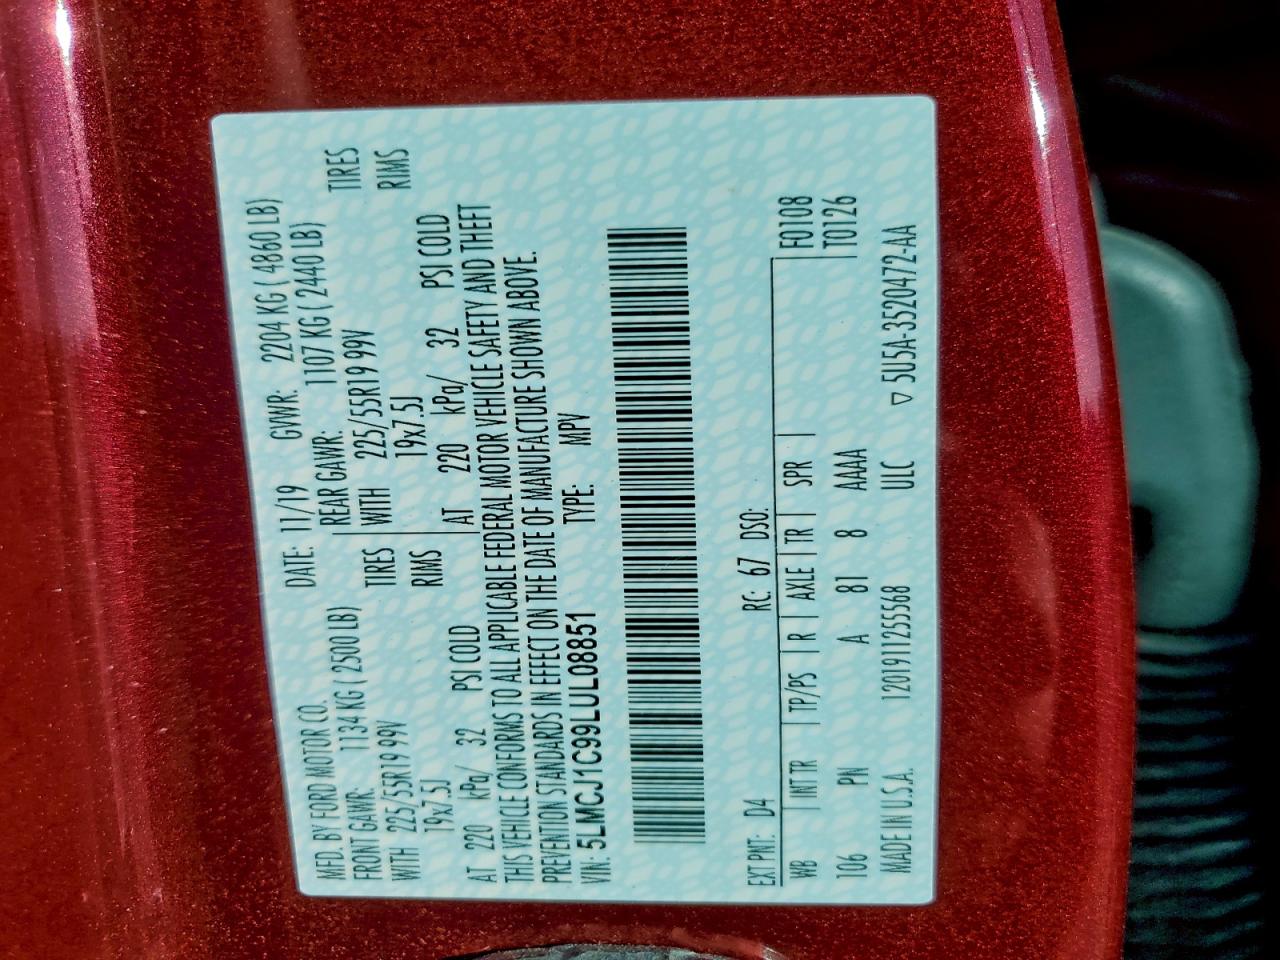 MFD. BY FORD MOTOR CO. DATE: 11/19 GVWR: 2204 KG ( 4860 LB)
FRONT GAWR: 1134 KG ( 2500 LB) REAR GAWR: 1107 KG ( 2440 LB)
WITH 225/55R19 99V TIRES WITH 225/55R19 99V TIRES
19x7.5J RIMS 19x7.5J RIMS
AT 220 kPa/ 32 PSI COLD AT 220 kPa/ 32 PSI COLD
THIS VEHICLE CONFORMS TO ALL APPLICABLE FEDERAL MOTOR VEHICLE SAFETY AND THEFT
PREVENTION STANDARDS IN EFFECT ON THE DATE OF MANUFACTURE SHOWN ABOVE.
VIN: 5LMCJ1C99LUL08851 TYPE: MPV
EXT PNT: D4 RC: 67 DSO:
WB | INT TR | TP/PS | R | AXLE | TR | SPR | F0108
106 PN A 81 8 AAAA T0126
MADE IN U.S.A. 120191125​5568 ULC ▽ 5U5A-3520472-AA